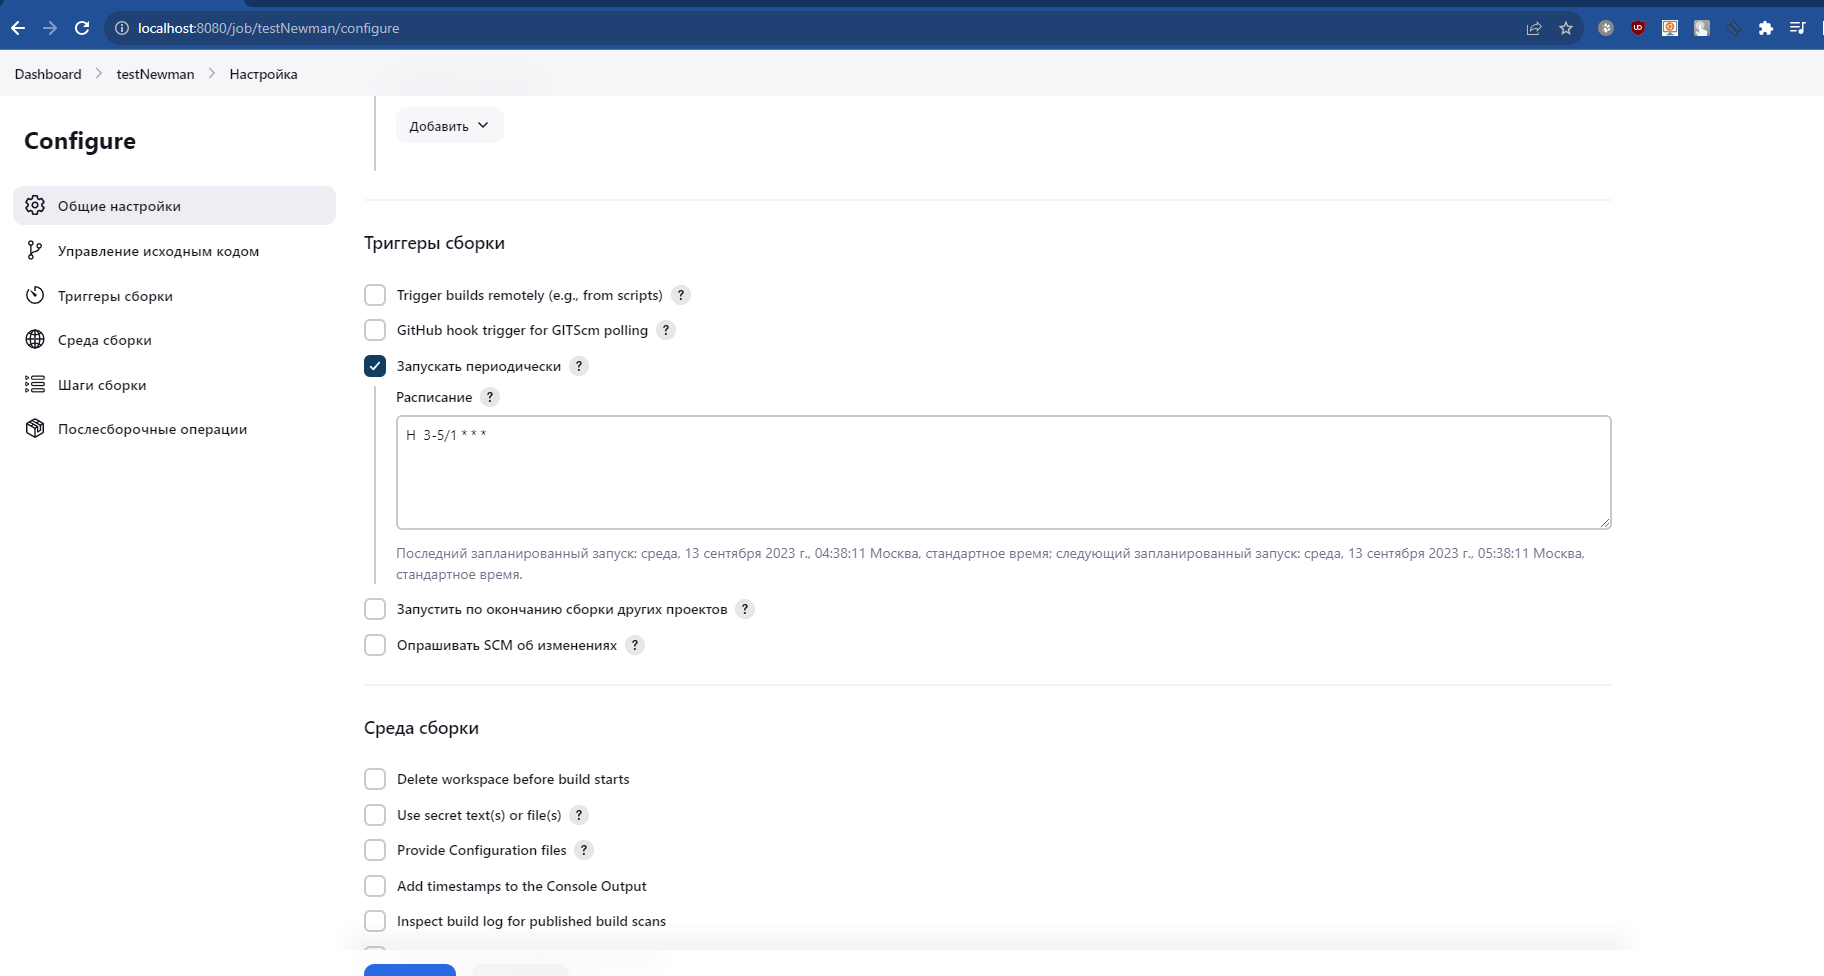 localhost:8080/job/testNewman/configure
Dashboard > testNewman > Настройка
Configure
Общие настройки
Управление исходным кодом
Триггеры сборки
Среда сборки
Шаги сборки
Послесборочные операции
Добавить
Триггеры сборки
Trigger builds remotely (e.g., from scripts) ?
GitHub hook trigger for GITScm polling ?
Запускать периодически ?
Расписание ?
H  3-5/1 * * *
Последний запланированный запуск: среда, 13 сентября 2023 г., 04:38:11 Москва, стандартное время; следующий запланированный запуск: среда, 13 сентября 2023 г., 05:38:11 Москва,
стандартное время.
Запустить по окончанию сборки других проектов ?
Опрашивать SCM об изменениях ?
Среда сборки
Delete workspace before build starts
Use secret text(s) or file(s) ?
Provide Configuration files ?
Add timestamps to the Console Output
Inspect build log for published build scans